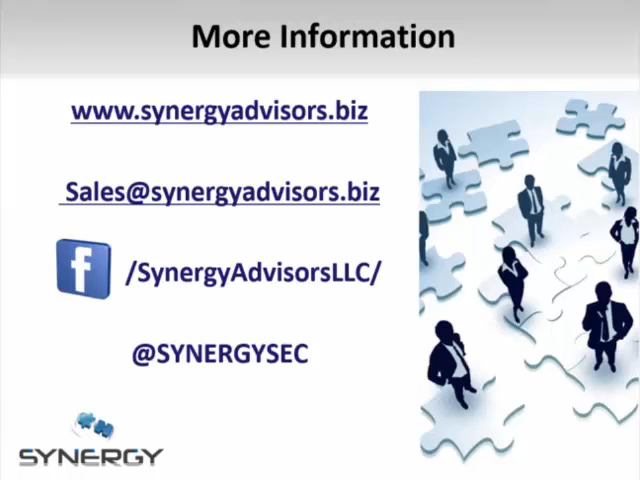 More Information
www.synergyadvisors.biz
Sales@synergyadvisors.biz
f /SynergyAdvisorsLLC/
@SYNERGYSEC
SYNERGY